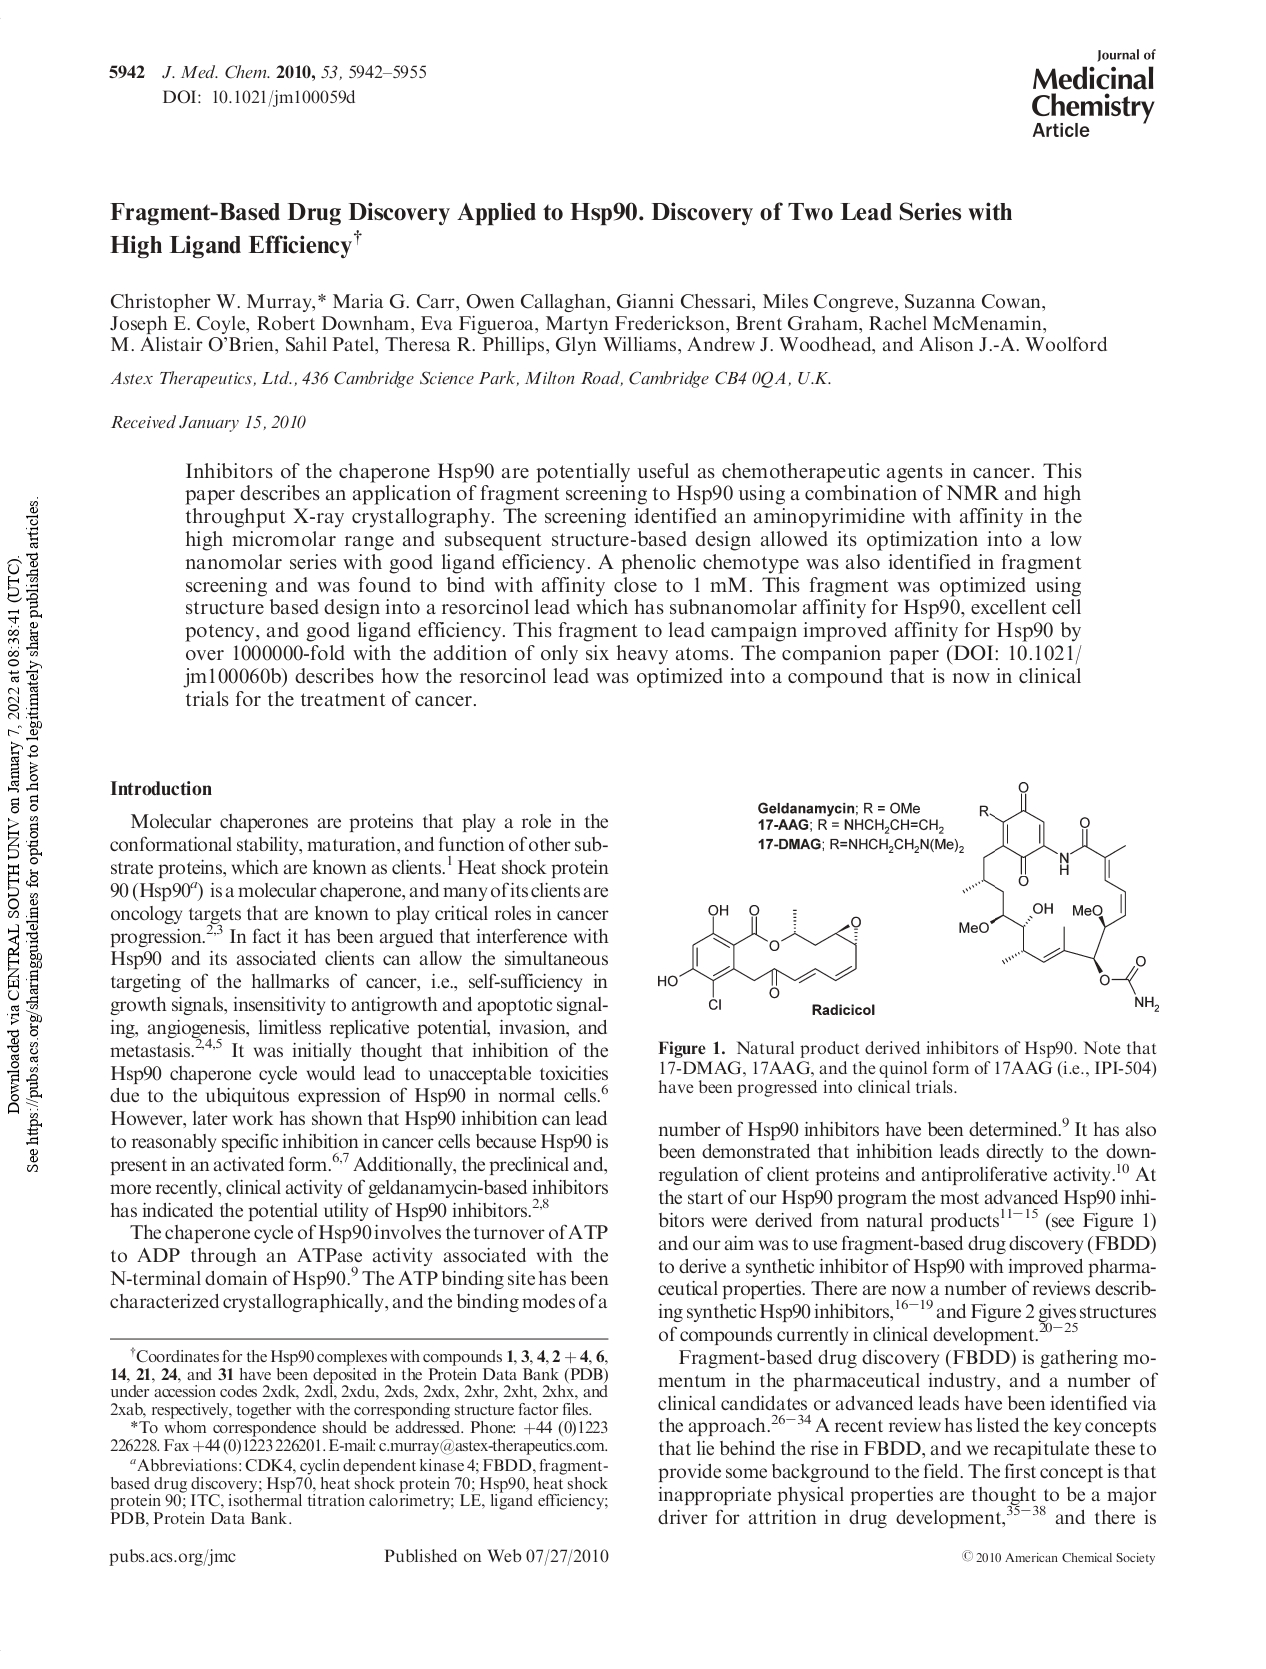 5942 J. Med. Chem. 2010, 53, 5942–5955
DOI: 10.1021/jm100059d
Journal of
Medicinal
Chemistry
Article
Fragment-Based Drug Discovery Applied to Hsp90. Discovery of Two Lead Series with
High Ligand Efficiency†
Christopher W. Murray,* Maria G. Carr, Owen Callaghan, Gianni Chessari, Miles Congreve, Suzanna Cowan,
Joseph E. Coyle, Robert Downham, Eva Figueroa, Martyn Frederickson, Brent Graham, Rachel McMenamin,
M. Alistair O'Brien, Sahil Patel, Theresa R. Phillips, Glyn Williams, Andrew J. Woodhead, and Alison J.-A. Woolford
Astex Therapeutics, Ltd., 436 Cambridge Science Park, Milton Road, Cambridge CB4 0QA, U.K.
Received January 15, 2010
Inhibitors of the chaperone Hsp90 are potentially useful as chemotherapeutic agents in cancer. This
paper describes an application of fragment screening to Hsp90 using a combination of NMR and high
throughput X-ray crystallography. The screening identified an aminopyrimidine with affinity in the
high micromolar range and subsequent structure-based design allowed its optimization into a low
nanomolar series with good ligand efficiency. A phenolic chemotype was also identified in fragment
screening and was found to bind with affinity close to 1 mM. This fragment was optimized using
structure based design into a resorcinol lead which has subnanomolar affinity for Hsp90, excellent cell
potency, and good ligand efficiency. This fragment to lead campaign improved affinity for Hsp90 by
over 1000000-fold with the addition of only six heavy atoms. The companion paper (DOI: 10.1021/
jm100060b) describes how the resorcinol lead was optimized into a compound that is now in clinical
trials for the treatment of cancer.
Introduction
Molecular chaperones are proteins that play a role in the
conformational stability, maturation, and function of other sub-
strate proteins, which are known as clients.1 Heat shock protein
90 (Hsp90a) is a molecular chaperone, and many of its clients are
oncology targets that are known to play critical roles in cancer
progression.2,3 In fact it has been argued that interference with
Hsp90 and its associated clients can allow the simultaneous
targeting of the hallmarks of cancer, i.e., self-sufficiency in
growth signals, insensitivity to antigrowth and apoptotic signal-
ing, angiogenesis, limitless replicative potential, invasion, and
metastasis.2,4,5 It was initially thought that inhibition of the
Hsp90 chaperone cycle would lead to unacceptable toxicities
due to the ubiquitous expression of Hsp90 in normal cells.6
However, later work has shown that Hsp90 inhibition can lead
to reasonably specific inhibition in cancer cells because Hsp90 is
present in an activated form.6,7 Additionally, the preclinical and,
more recently, clinical activity of geldanamycin-based inhibitors
has indicated the potential utility of Hsp90 inhibitors.2,8
The chaperone cycle of Hsp90 involves the turnover of ATP
to ADP through an ATPase activity associated with the
N-terminal domain of Hsp90.9 The ATP binding site has been
characterized crystallographically, and the binding modes of a
†Coordinates for the Hsp90 complexes with compounds 1, 3, 4, 2 + 4, 6,
14, 21, 24, and 31 have been deposited in the Protein Data Bank (PDB)
under accession codes 2xdk, 2xdl, 2xdu, 2xds, 2xdx, 2xhr, 2xht, 2xhx, and
2xab, respectively, together with the corresponding structure factor files.
*To whom correspondence should be addressed. Phone: +44 (0)1223
226228. Fax +44 (0)1223 226201. E-mail: c.murray@astex-therapeutics.com.
aAbbreviations: CDK4, cyclin dependent kinase 4; FBDD, fragment-
based drug discovery; Hsp70, heat shock protein 70; Hsp90, heat shock
protein 90; ITC, isothermal titration calorimetry; LE, ligand efficiency;
PDB, Protein Data Bank.
Geldanamycin; R = OMe
17-AAG; R = NHCH2CH=CH2
17-DMAG; R=NHCH2CH2N(Me)2
O
R
O
O
N
H
OH
MeO
MeO
O
O
NH2
OH
O
O
O
HO
Cl
O
Radicicol
Figure 1. Natural product derived inhibitors of Hsp90. Note that
17-DMAG, 17AAG, and the quinol form of 17AAG (i.e., IPI-504)
have been progressed into clinical trials.
number of Hsp90 inhibitors have been determined.9 It has also
been demonstrated that inhibition leads directly to the down-
regulation of client proteins and antiproliferative activity.10 At
the start of our Hsp90 program the most advanced Hsp90 inhi-
bitors were derived from natural products11−15 (see Figure 1)
and our aim was to use fragment-based drug discovery (FBDD)
to derive a synthetic inhibitor of Hsp90 with improved pharma-
ceutical properties. There are now a number of reviews describ-
ing synthetic Hsp90 inhibitors,16−19 and Figure 2 gives structures
of compounds currently in clinical development.20−25
Fragment-based drug discovery (FBDD) is gathering mo-
mentum in the pharmaceutical industry, and a number of
clinical candidates or advanced leads have been identified via
the approach.26−34 A recent review has listed the key concepts
that lie behind the rise in FBDD, and we recapitulate these to
provide some background to the field. The first concept is that
inappropriate physical properties are thought to be a major
driver for attrition in drug development,35−38 and there is
pubs.acs.org/jmc
Published on Web 07/27/2010
© 2010 American Chemical Society
Downloaded via CENTRAL SOUTH UNIV on January 7, 2022 at 08:38:41 (UTC).
See https://pubs.acs.org/sharingguidelines for options on how to legitimately share published articles.